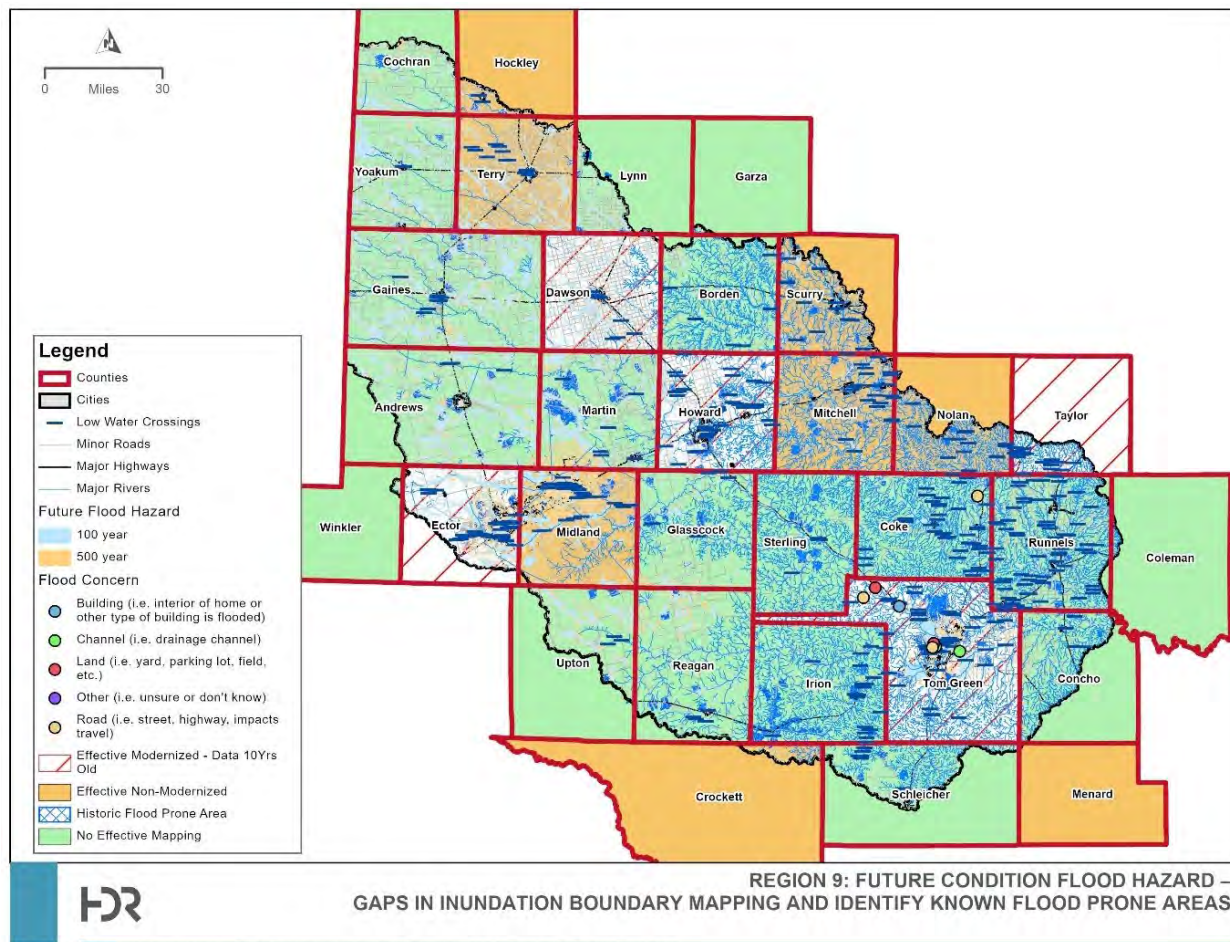 N
0 Miles 30
Cochran
Hockley
Yoakum
Terry
Lynn
Garza
Gaines
Dawson
Borden
Scurry
Andrews
Martin
Howard
Mitchell
Nolan
Taylor
Winkler
Ector
Midland
Glasscock
Sterling
Coke
Runnels
Coleman
Upton
Reagan
Irion
Tom Green
Concho
Crockett
Schleicher
Menard
Legend
Counties
Cities
Low Water Crossings
Minor Roads
Major Highways
Major Rivers
Future Flood Hazard
100 year
500 year
Flood Concern
Building (i.e. interior of home or
other type of building is flooded)
Channel (i.e. drainage channel)
Land (i.e. yard, parking lot, field,
etc.)
Other (i.e. unsure or don't know)
Road (i.e. street, highway, impacts
travel)
Effective Modernized - Data 10Yrs
Old
Effective Non-Modernized
Historic Flood Prone Area
No Effective Mapping
HDR
REGION 9: FUTURE CONDITION FLOOD HAZARD –
GAPS IN INUNDATION BOUNDARY MAPPING AND IDENTIFY KNOWN FLOOD PRONE AREAS